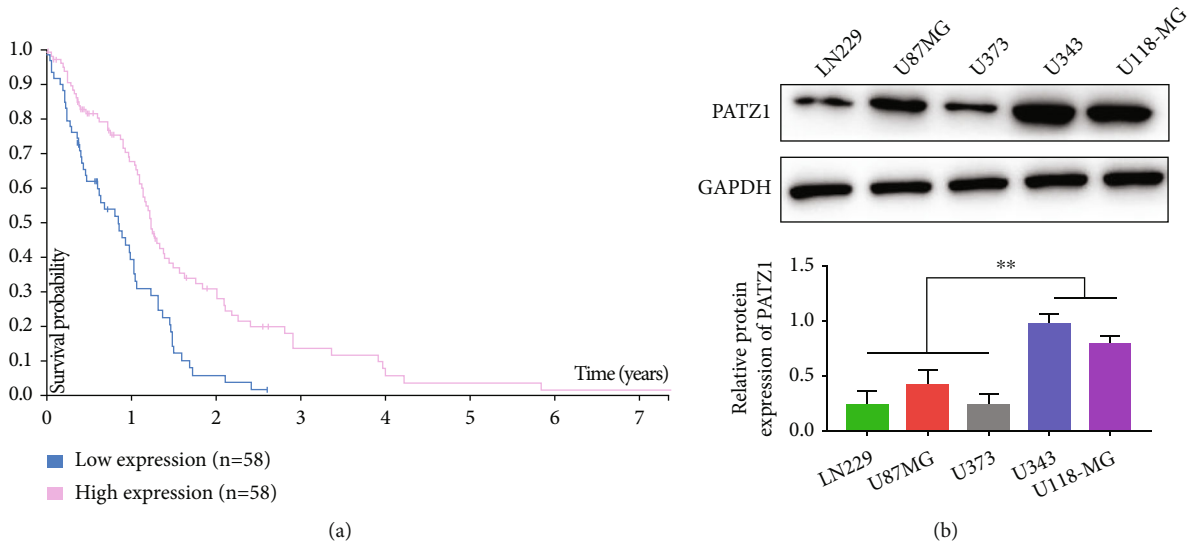 1.0
0.9
0.8
0.7
0.6
0.5
0.4
0.3
0.2
0.1
0.0
Survival probability
Time (years)
0 1 2 3 4 5 6 7
Low expression (n=58)
High expression (n=58)
(a)
LN229 U87MG U373 U343 U118-MG
PATZ1
GAPDH
Relative protein
expression of PATZ1
1.5
1.0
0.5
0.0
**
LN229 U87MG U373 U343 U118-MG
(b)